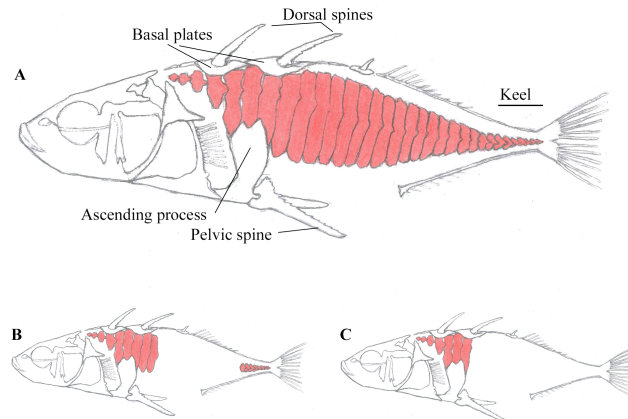 Dorsal spines
Basal plates
A
Keel
Ascending process
Pelvic spine
B
C